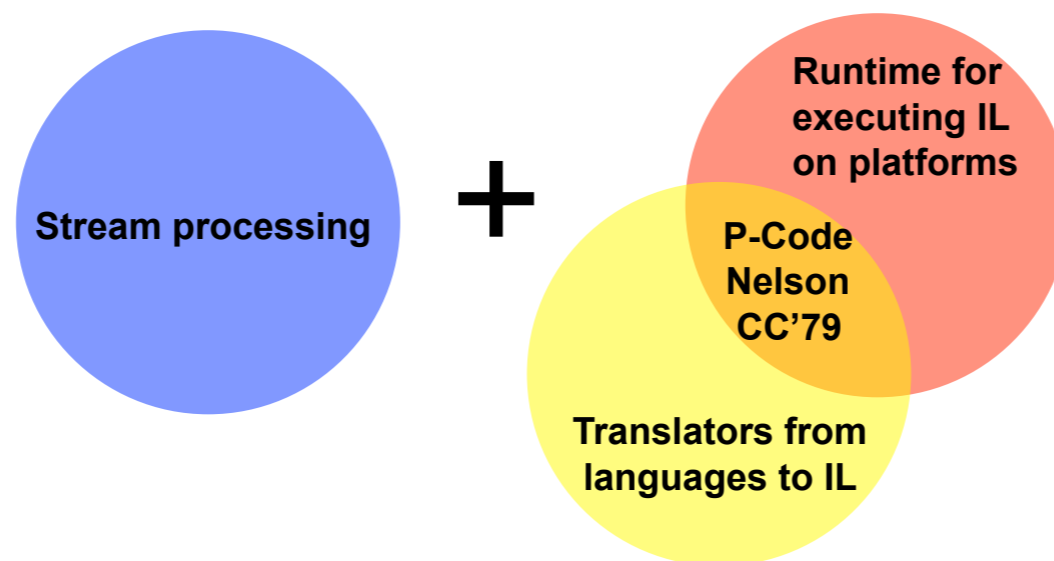 Stream processing
+
Runtime for
executing IL
on platforms
P-Code
Nelson
CC’79
Translators from
languages to IL